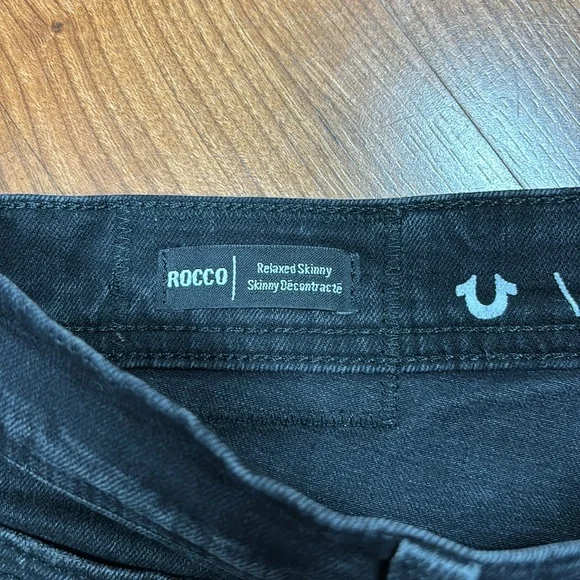 ROCCO
Relaxed Skinny
Skinny Décontracté